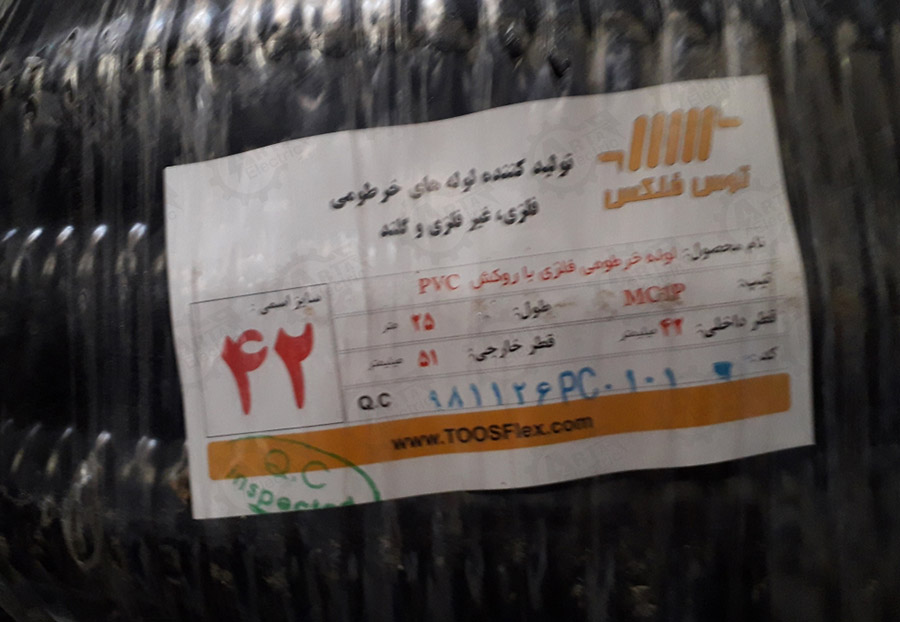 توس فلکس
تولید کننده لوله های خرطومی
فلزی، غیر فلزی و گلند
نام محصول: لوله خرطومی فلزی با روکش PVC
تیپ: MC1P طول: ۲۵ متر
قطر داخلی: ۴۲ میلیمتر قطر خارجی: ۵۱ میلیمتر
سایز اسمی:
۴۲
کد: ۹۸۱۱۲۶PC۰۱۰۱ Q.C
www.TOOSFlex.com
Q.C
Inspected